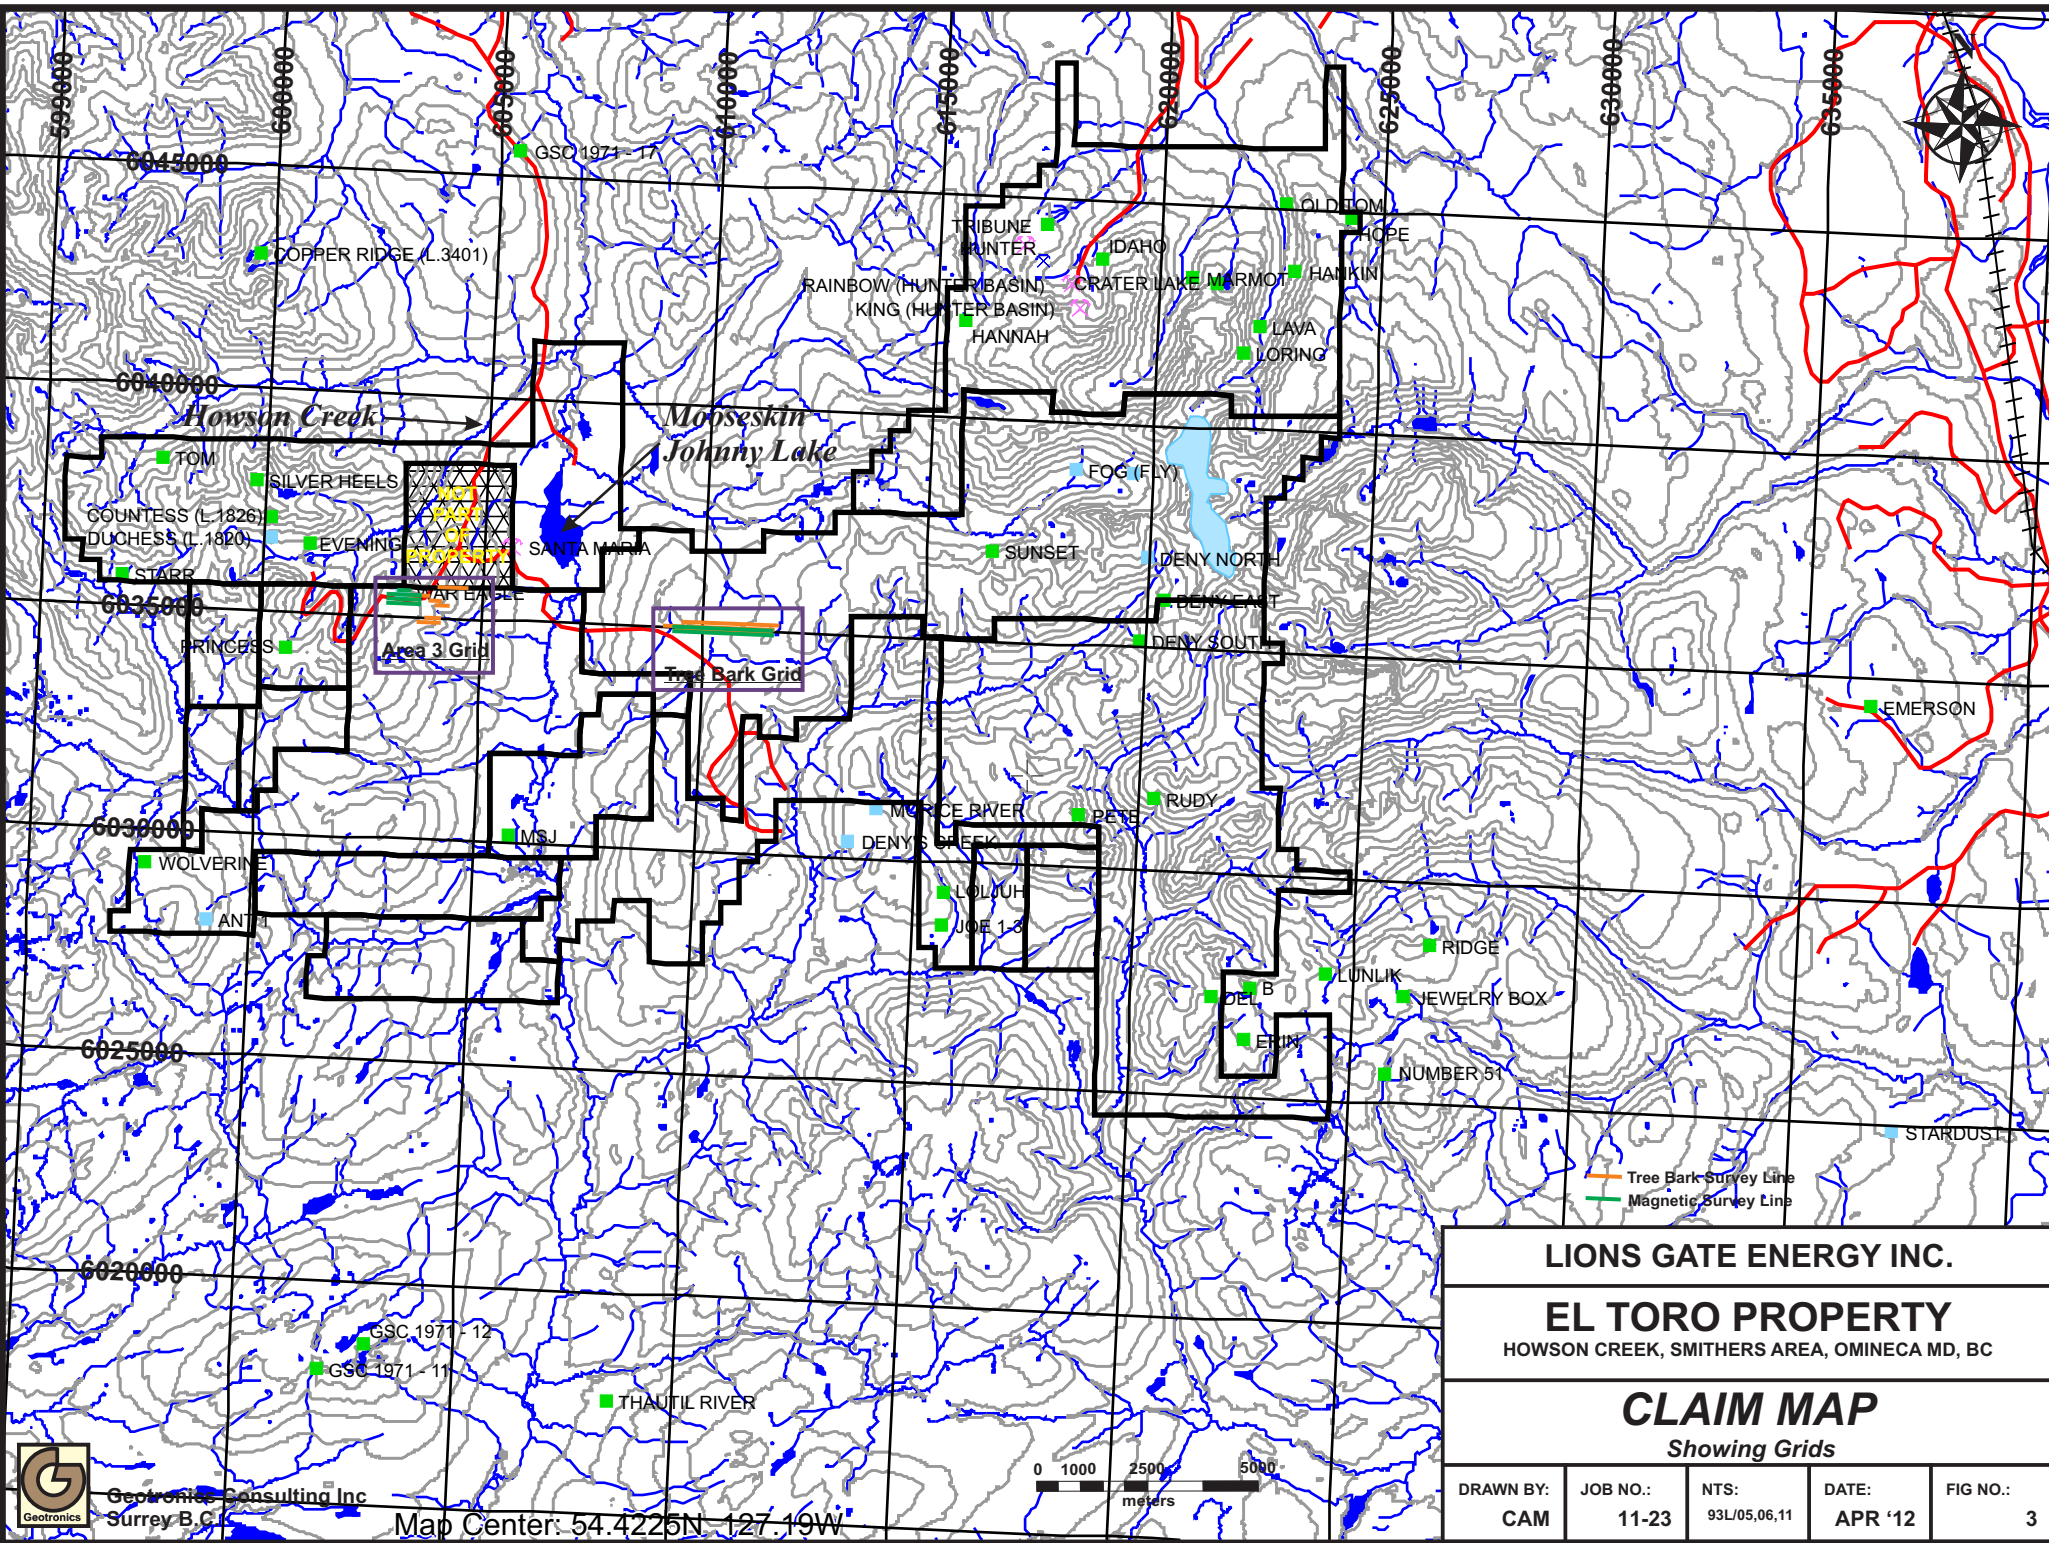 599000
600000
605000
610000
615000
620000
625000
630000
635000
N
6045000
GSC 1971 - 17
OLD TOM
TRIBUNE
HOPE
HUNTER
IDAHO
COPPER RIDGE (L.3401)
HANKIN
RAINBOW (HUNTER BASIN)
CRATER LAKE
MARMOT
KING (HUNTER BASIN)
LAVA
HANNAH
LORING
6040000
Howson Creek
Mooseskin
Johnny Lake
TOM
FOG (FLY)
SILVER HEELS
NOT
PART
OF
PROPERTY
COUNTESS (L.1826)
DUCHESS (L.1820)
EVENING
SANTA MARIA
SUNSET
DENY NORTH
STARR
WAR EAGLE
DENY EAST
6035000
DENY SOUTH
PRINCESS
Area 3 Grid
Tree Bark Grid
EMERSON
RUDY
MORICE RIVER
PETE
6030000
MSJ
DENYS CREEK
WOLVERINE
LOLJUH
ANT 1
JOE 1-3
RIDGE
LUNLIK
B
DEL
JEWELRY BOX
ERIN
6025000
NUMBER 51
STARDUST
Tree Bark Survey Line
Magnetic Survey Line
6020000
GSC 1971 - 12
GSC 1971 - 11
THAUTIL RIVER
LIONS GATE ENERGY INC.
EL TORO PROPERTY
HOWSON CREEK, SMITHERS AREA, OMINECA MD, BC
CLAIM MAP
Showing Grids
DRAWN BY: CAM
JOB NO.: 11-23
NTS: 93L/05,06,11
DATE: APR ‘12
FIG NO.: 3
0 1000 2500 5000
meters
G
Geotronics
Geotronics Consulting Inc
Surrey B.C.
Map Center: 54.4225N 127.19W